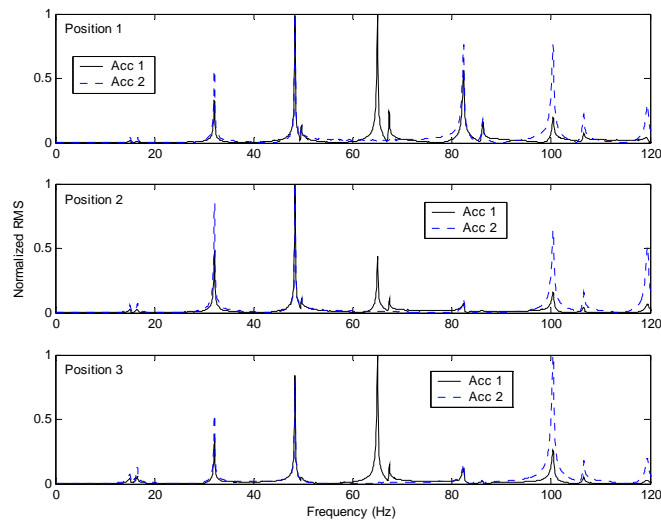 Position 1
Acc 1
Acc 2
1
0.5
0
0 20 40 60 80 100 120
Position 2
Acc 1
Acc 2
1
0.5
0
0 20 40 60 80 100 120
Normalized RMS
Position 3
Acc 1
Acc 2
1
0.5
0
0 20 40 60 80 100 120
Frequency (Hz)